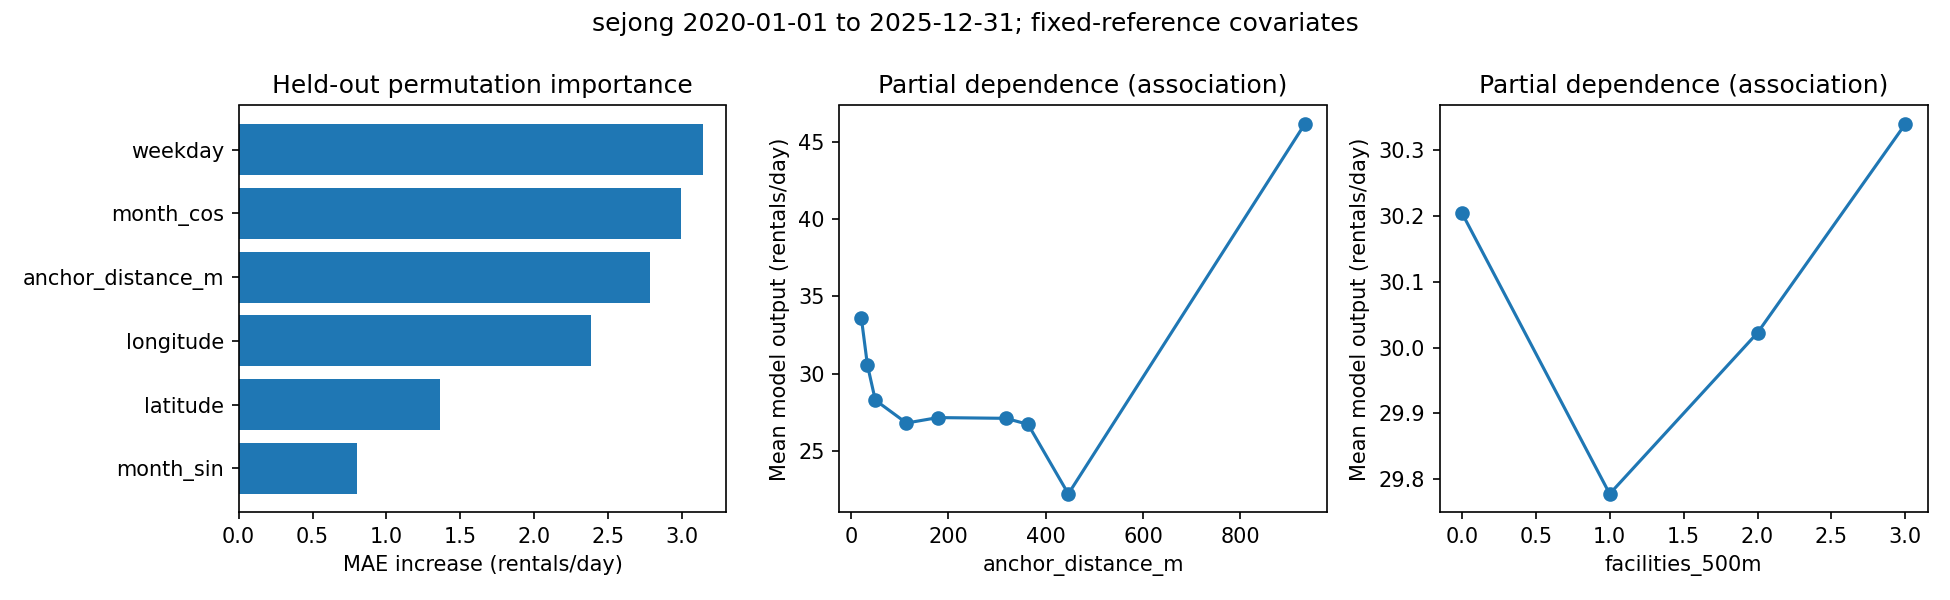 sejong 2020-01-01 to 2025-12-31; fixed-reference covariates
Held-out permutation importance
weekday
month_cos
anchor_distance_m
longitude
latitude
month_sin
0.0 0.5 1.0 1.5 2.0 2.5 3.0
MAE increase (rentals/day)
Partial dependence (association)
Mean model output (rentals/day)
45
40
35
30
25
0 200 400 600 800
anchor_distance_m
Partial dependence (association)
Mean model output (rentals/day)
30.3
30.2
30.1
30.0
29.9
29.8
0.0 0.5 1.0 1.5 2.0 2.5 3.0
facilities_500m